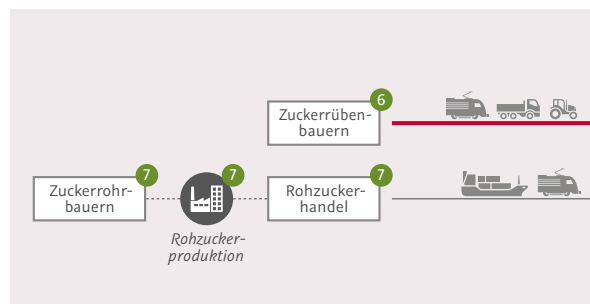 6
Zuckerrüben-
bauern
7
Zuckerrohr-
bauern
7
Rohzucker-
produktion
7
Rohzucker-
handel